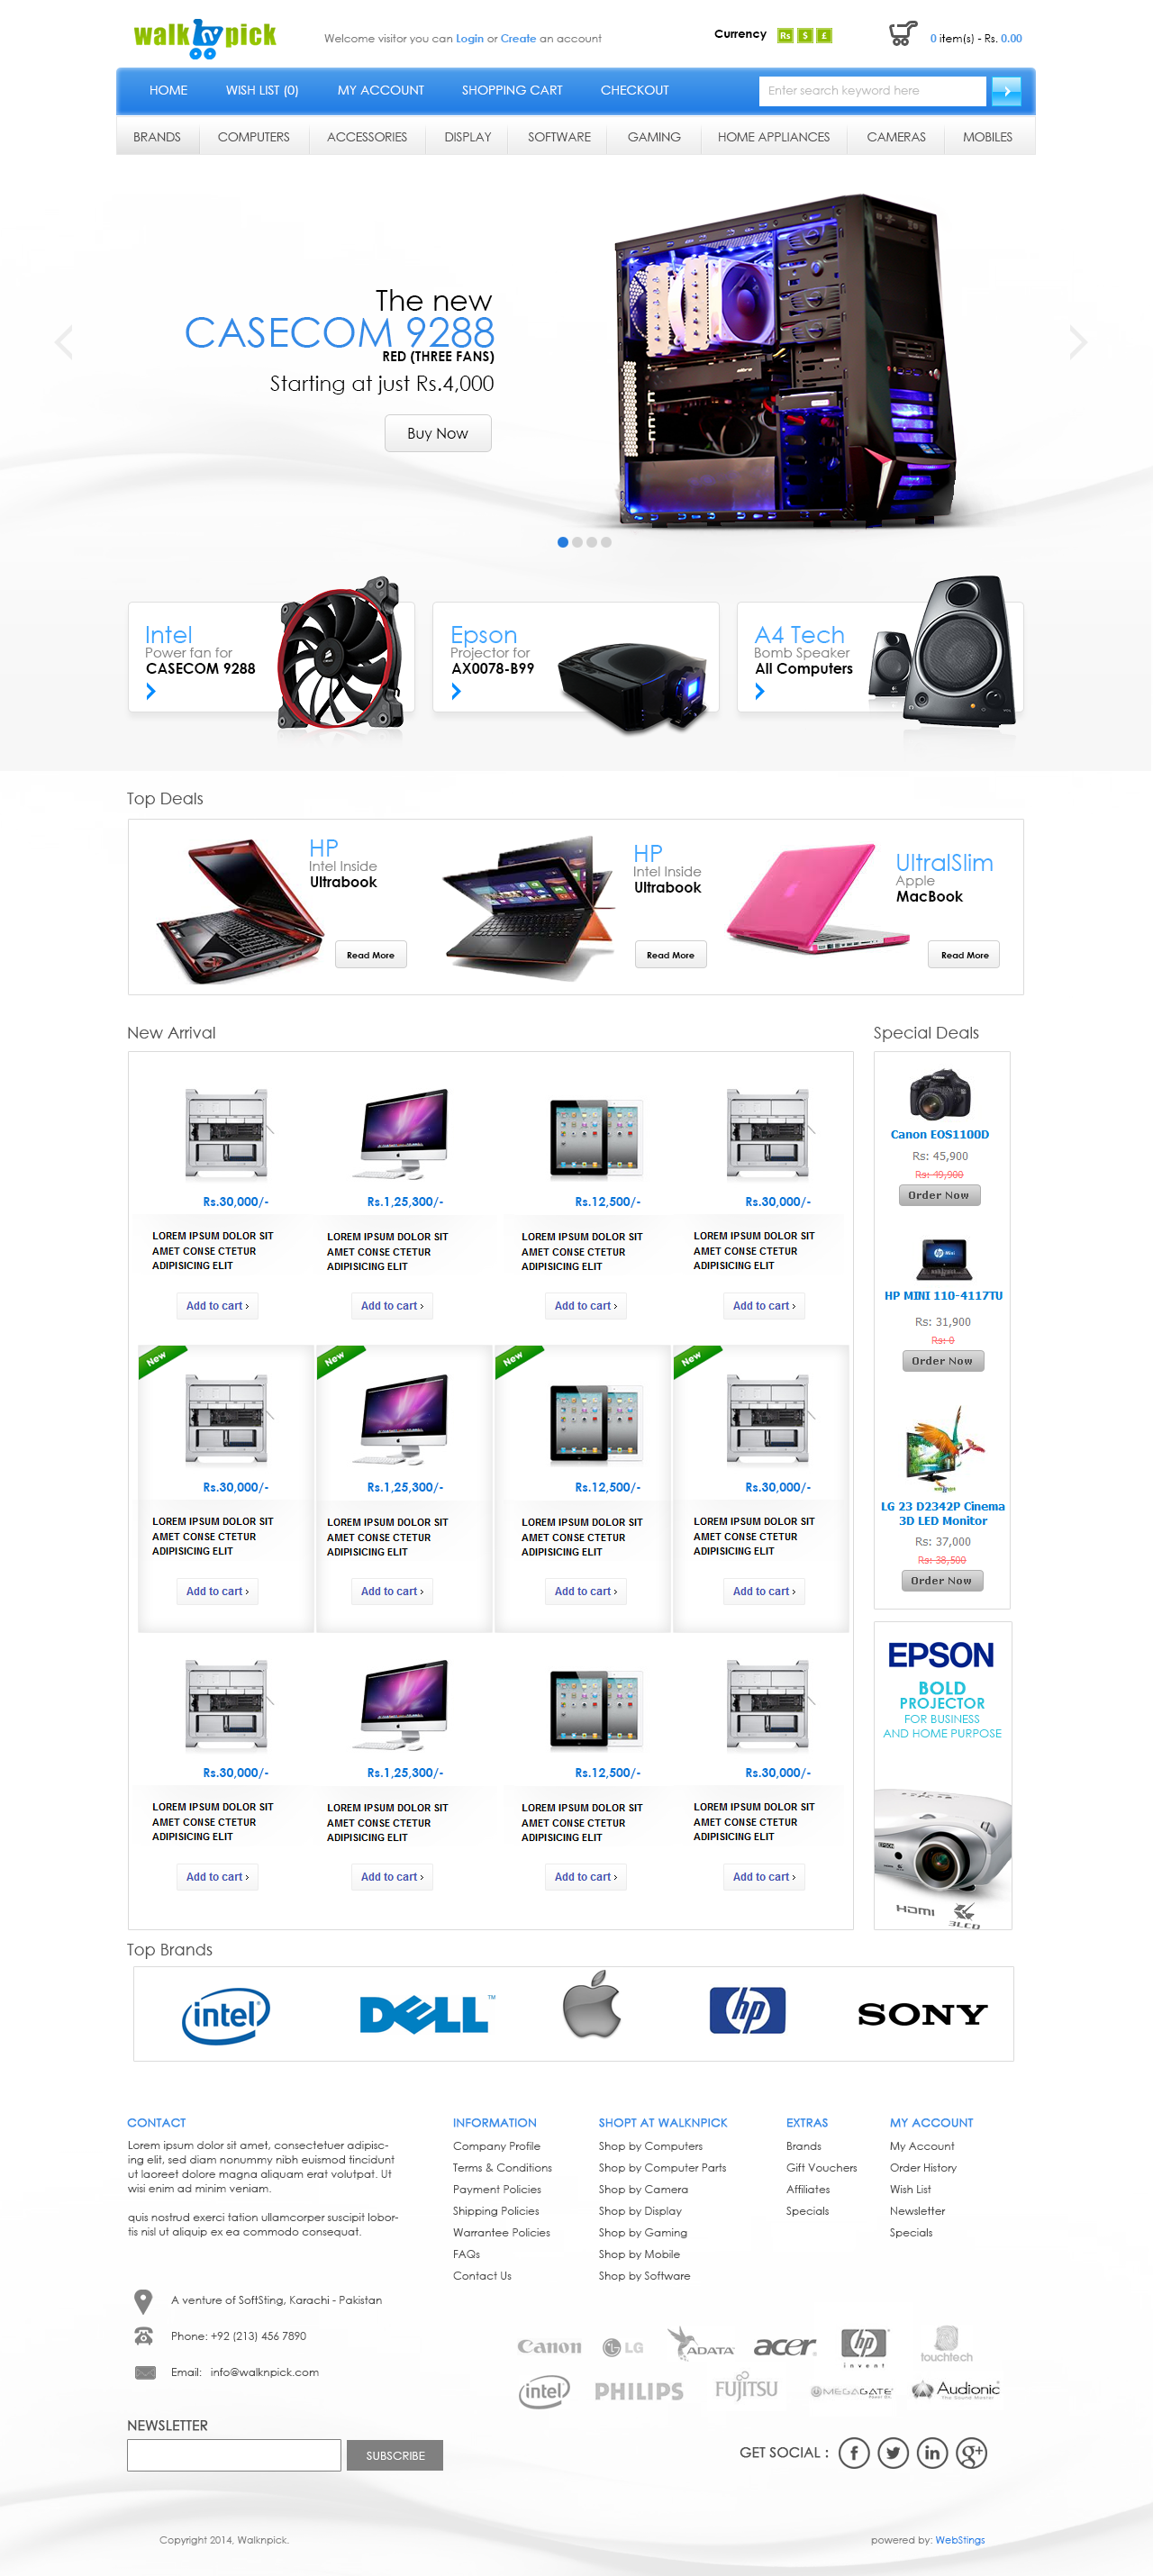 walk n pick
Welcome visitor you can Login or Create an account
Currency Rs $ £
0 item(s) - Rs. 0.00
HOME WISH LIST (0) MY ACCOUNT SHOPPING CART CHECKOUT
Enter search keyword here
BRANDS COMPUTERS ACCESSORIES DISPLAY SOFTWARE GAMING HOME APPLIANCES CAMERAS MOBILES
The new
CASECOM 9288
RED (THREE FANS)
Starting at just Rs.4,000
Buy Now
Intel
Power fan for
CASECOM 9288
Epson
Projector for
AX0078-B99
A4 Tech
Bomb Speaker
All Computers
Top Deals
HP
Intel Inside
Ultrabook
Read More
HP
Intel Inside
Ultrabook
Read More
UltralSlim
Apple
MacBook
Read More
New Arrival
Rs.30,000/- Rs.1,25,300/- Rs.12,500/- Rs.30,000/-
LOREM IPSUM DOLOR SIT LOREM IPSUM DOLOR SIT LOREM IPSUM DOLOR SIT LOREM IPSUM DOLOR SIT
AMET CONSE CTETUR AMET CONSE CTETUR AMET CONSE CTETUR AMET CONSE CTETUR
ADIPISICING ELIT ADIPISICING ELIT ADIPISICING ELIT ADIPISICING ELIT
Add to cart › Add to cart › Add to cart › Add to cart ›
New New New New
Rs.30,000/- Rs.1,25,300/- Rs.12,500/- Rs.30,000/-
LOREM IPSUM DOLOR SIT LOREM IPSUM DOLOR SIT LOREM IPSUM DOLOR SIT LOREM IPSUM DOLOR SIT
AMET CONSE CTETUR AMET CONSE CTETUR AMET CONSE CTETUR AMET CONSE CTETUR
ADIPISICING ELIT ADIPISICING ELIT ADIPISICING ELIT ADIPISICING ELIT
Add to cart › Add to cart › Add to cart › Add to cart ›
Rs.30,000/- Rs.1,25,300/- Rs.12,500/- Rs.30,000/-
LOREM IPSUM DOLOR SIT LOREM IPSUM DOLOR SIT LOREM IPSUM DOLOR SIT LOREM IPSUM DOLOR SIT
AMET CONSE CTETUR AMET CONSE CTETUR AMET CONSE CTETUR AMET CONSE CTETUR
ADIPISICING ELIT ADIPISICING ELIT ADIPISICING ELIT ADIPISICING ELIT
Add to cart › Add to cart › Add to cart › Add to cart ›
Special Deals
Canon EOS1100D
Rs: 45,900
Rs: 49,900
Order Now
HP MINI 110-4117TU
Rs: 31,900
Rs: 0
Order Now
LG 23 D2342P Cinema
3D LED Monitor
Rs: 37,000
Rs: 38,500
Order Now
EPSON
BOLD
PROJECTOR
FOR BUSINESS
AND HOME PURPOSE
EPSON
HDMI
3LCD
Top Brands
intel DELL™ hp SONY
CONTACT
Lorem ipsum dolor sit amet, consectetuer adipisc-
ing elit, sed diam nonummy nibh euismod tincidunt
ut laoreet dolore magna aliquam erat volutpat. Ut
wisi enim ad minim veniam.
quis nostrud exerci tation ullamcorper suscipit lobor-
tis nisl ut aliquip ex ea commodo consequat.
A venture of SoftSting, Karachi - Pakistan
Phone: +92 (213) 456 7890
Email: info@walknpick.com
INFORMATION
Company Profile
Terms & Conditions
Payment Policies
Shipping Policies
Warrantee Policies
FAQs
Contact Us
SHOPT AT WALKNPICK
Shop by Computers
Shop by Computer Parts
Shop by Camera
Shop by Display
Shop by Gaming
Shop by Mobile
Shop by Software
EXTRAS
Brands
Gift Vouchers
Affiliates
Specials
MY ACCOUNT
My Account
Order History
Wish List
Newsletter
Specials
Canon LG ADATA acer hp invent touchtech
intel PHILIPS FUJITSU MEGAGATE Audionic
The Sound Master
NEWSLETTER
SUBSCRIBE
GET SOCIAL : f in g+
Copyright 2014, Walknpick.
powered by: WebStings